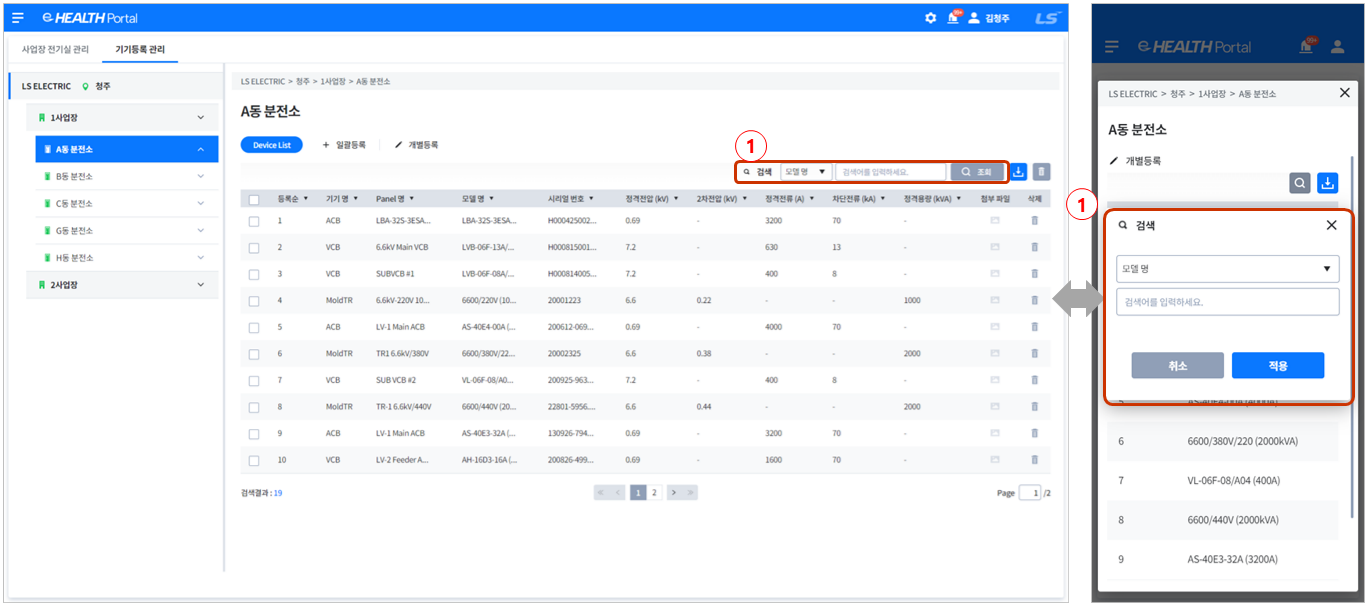 e-HEALTH Portal
99+
김청주
LS
사업장 전기실 관리
기기등록 관리
LS ELECTRIC 청주
1사업장
A동 분전소
B동 분전소
C동 분전소
G동 분전소
H동 분전소
2사업장
LS ELECTRIC > 청주 > 1사업장 > A동 분전소
A동 분전소
Device List + 일괄등록 개별등록
1
검색 모델 명 ▼ 검색어를 입력하세요. 조회
등록순 ▼ 기기 명 ▼ Panel 명 ▼ 모델 명 ▼ 시리얼 번호 ▼ 정격전압 (kV) ▼ 2차전압 (kV) ▼ 정격전류 (A) ▼ 차단전류 (kA) ▼ 정격용량 (kVA) ▼ 첨부 파일 삭제
1 ACB LBA-32S-3ESA... LBA-32S-3ESA... H000425002... 0.69 - 3200 70 -
2 VCB 6.6kV Main VCB LVB-06F-13A/... H000815001... 7.2 - 630 13 -
3 VCB SUBVCB #1 LVB-06F-08A/... H000814005... 7.2 - 400 8 -
4 MoldTR 6.6kV-220V 10... 6600/220V (10... 20001223 6.6 0.22 - - 1000
5 ACB LV-1 Main ACB AS-40E4-00A (... 200612-069... 0.69 - 4000 70 -
6 MoldTR TR1 6.6kV/380V 6600/380V/22... 20002325 6.6 0.38 - - 2000
7 VCB SUB VCB #2 VL-06F-08/A0... 200925-963... 7.2 - 400 8 -
8 MoldTR TR-1 6.6kV/440V 6600/440V (20... 22801-5956.... 6.6 0.44 - - 2000
9 ACB LV-1 Main ACB AS-40E3-32A (... 130926-794... 0.69 - 3200 70 -
10 VCB LV-2 Feeder A... AH-16D3-16A (... 200826-499... 0.69 - 1600 70 -
검색결과 : 19
« < 1 2 > »
Page 1 /2
e-HEALTH Portal
99+
LS ELECTRIC > 청주 > 1사업장 > A동 분전소
A동 분전소
개별등록
1
검색
모델 명 ▼
검색어를 입력하세요.
취소 적용
6 6600/380V/220 (2000kVA)
7 VL-06F-08/A04 (400A)
8 6600/440V (2000kVA)
9 AS-40E3-32A (3200A)